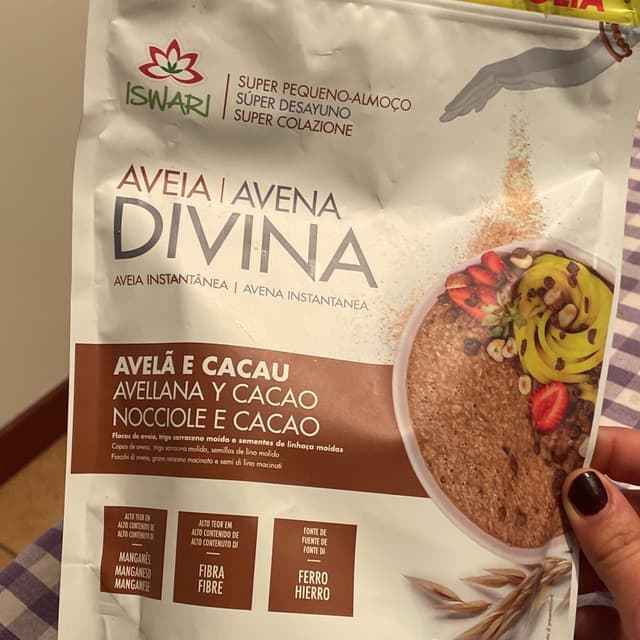 OLIA
ISWARI
SUPER PEQUENO-ALMOÇO
SÚPER DESAYUNO
SUPER COLAZIONE
AVEIA | AVENA
DIVINA
AVEIA INSTANTÂNEA | AVENA INSTANTANEA
AVELÃ E CACAU
AVELLANA Y CACAO
NOCCIOLE E CACAO
Flocos de aveia, trigo sarraceno moído e sementes de linhaça moídas
Copos de avena, trigo sarraceno molido, semillas de lino molido
Fiocchi di avena, grano saraceno macinato e semi di lino macinati
ALTO TEOR EM
ALTO CONTENIDO DE
ALTO CONTENUTO DI
MANGANÊS
MANGANESO
MANGANESE
ALTO TEOR EM
ALTO CONTENIDO DE
ALTO CONTENUTO DI
FIBRA
FIBRE
FONTE DE
FUENTE DE
FONTE DI
FERRO
HIERRO